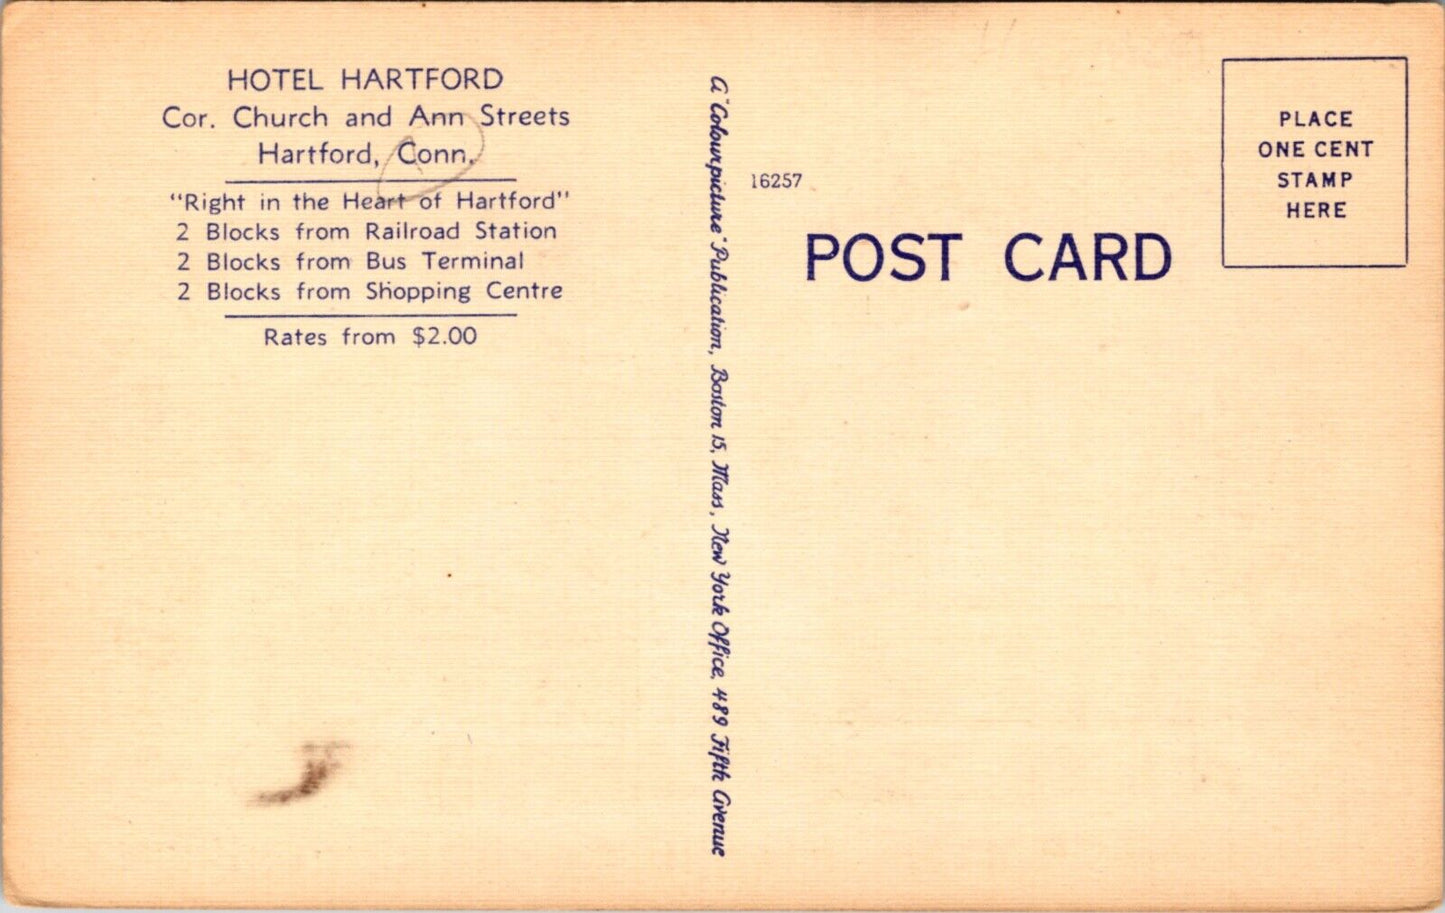 HOTEL HARTFORD
Cor. Church and Ann Streets
Hartford, Conn.
"Right in the Heart of Hartford"
2 Blocks from Railroad Station
2 Blocks from Bus Terminal
2 Blocks from Shopping Centre
Rates from $2.00
A "Colourpicture" Publication, Boston 15, Mass., New York Office, 489 Fifth Avenue
16257
POST CARD
PLACE
ONE CENT
STAMP
HERE